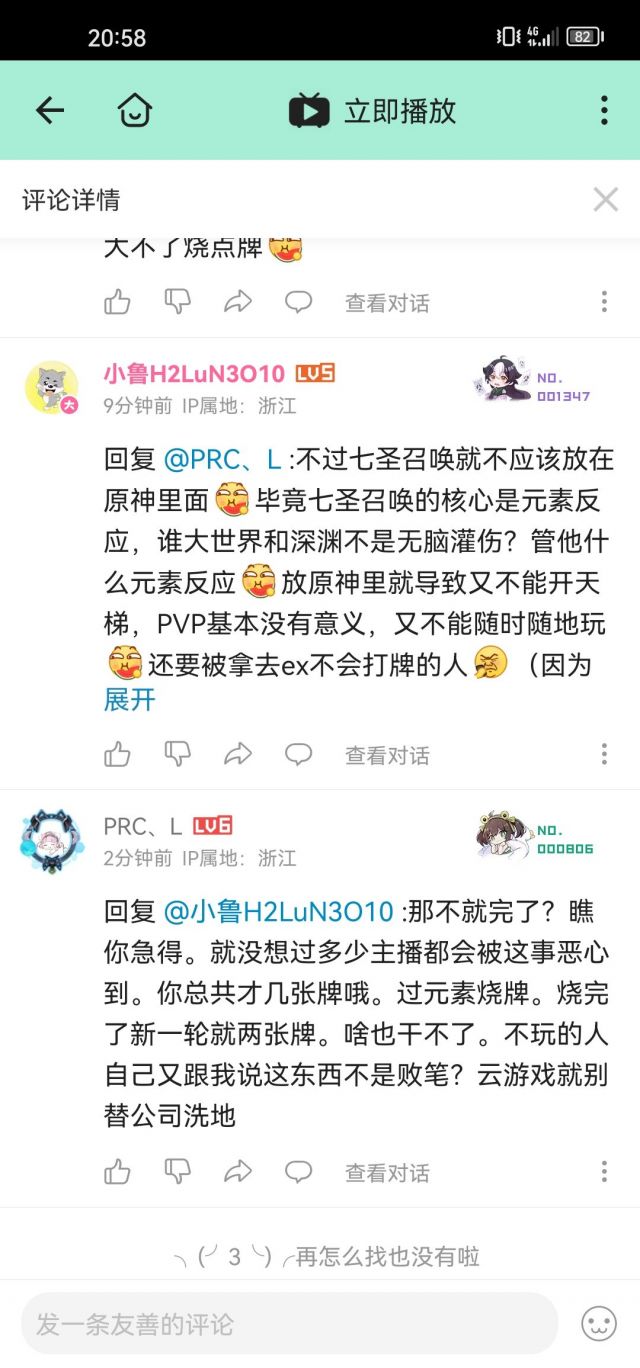 20:58
4G
82
立即播放
评论详情
大不了烧点牌
查看对话
小鲁H2LuN3O10 LV5
NO.
001347
9分钟前 IP属地：浙江
大
回复 @PRC、L :不过七圣召唤就不应该放在
原神里面 毕竟七圣召唤的核心是元素反
应，谁大世界和深渊不是无脑灌伤？管他什
么元素反应 放原神里就导致又不能开天
梯，PVP基本没有意义，又不能随时随地玩
还要被拿去ex不会打牌的人 （因为
展开
查看对话
PRC、L LV6
NO.
000806
2分钟前 IP属地：浙江
回复 @小鲁H2LuN3O10 :那不就完了？瞧
你急得。就没想过多少主播都会被这事恶心
到。你总共才几张牌哦。过元素烧牌。烧完
了新一轮就两张牌。啥也干不了。不玩的人
自己又跟我说这东西不是败笔？云游戏就别
替公司洗地
查看对话
╮(╯3╰)╭再怎么找也没有啦
发一条友善的评论